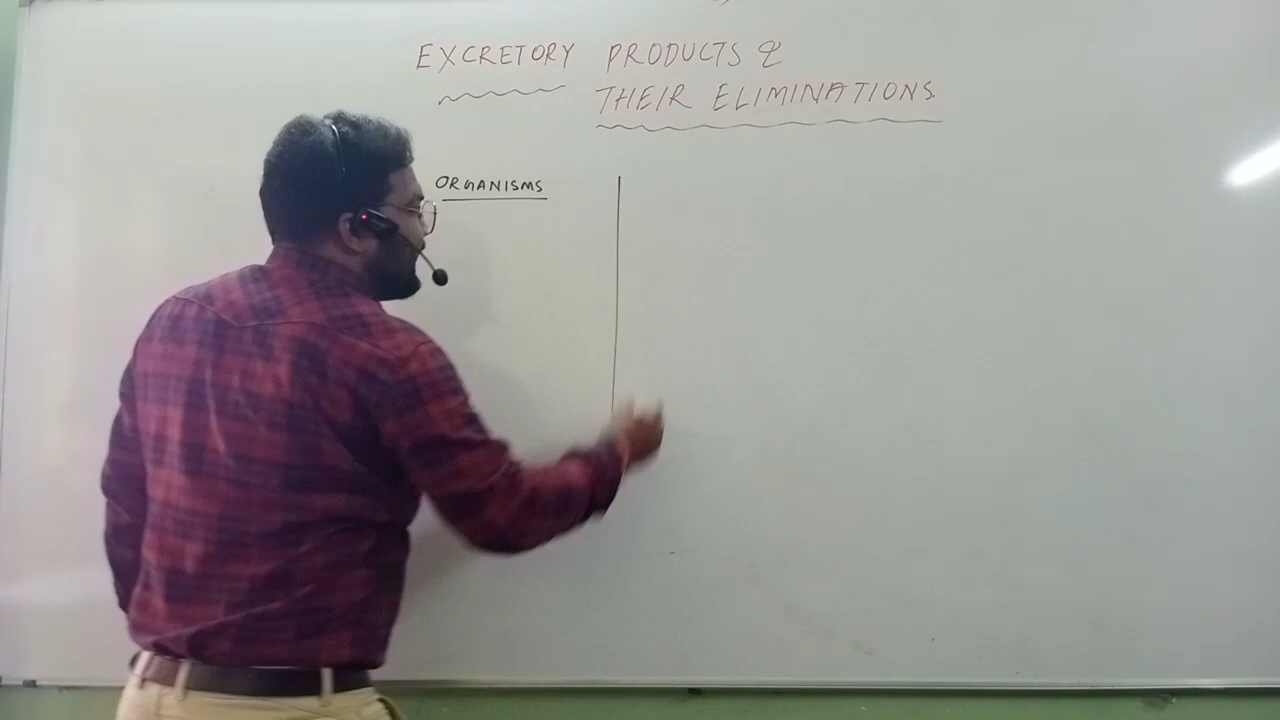 EXCRETORY PRODUCTS &
THEIR ELIMINATIONS.
ORGANISMS